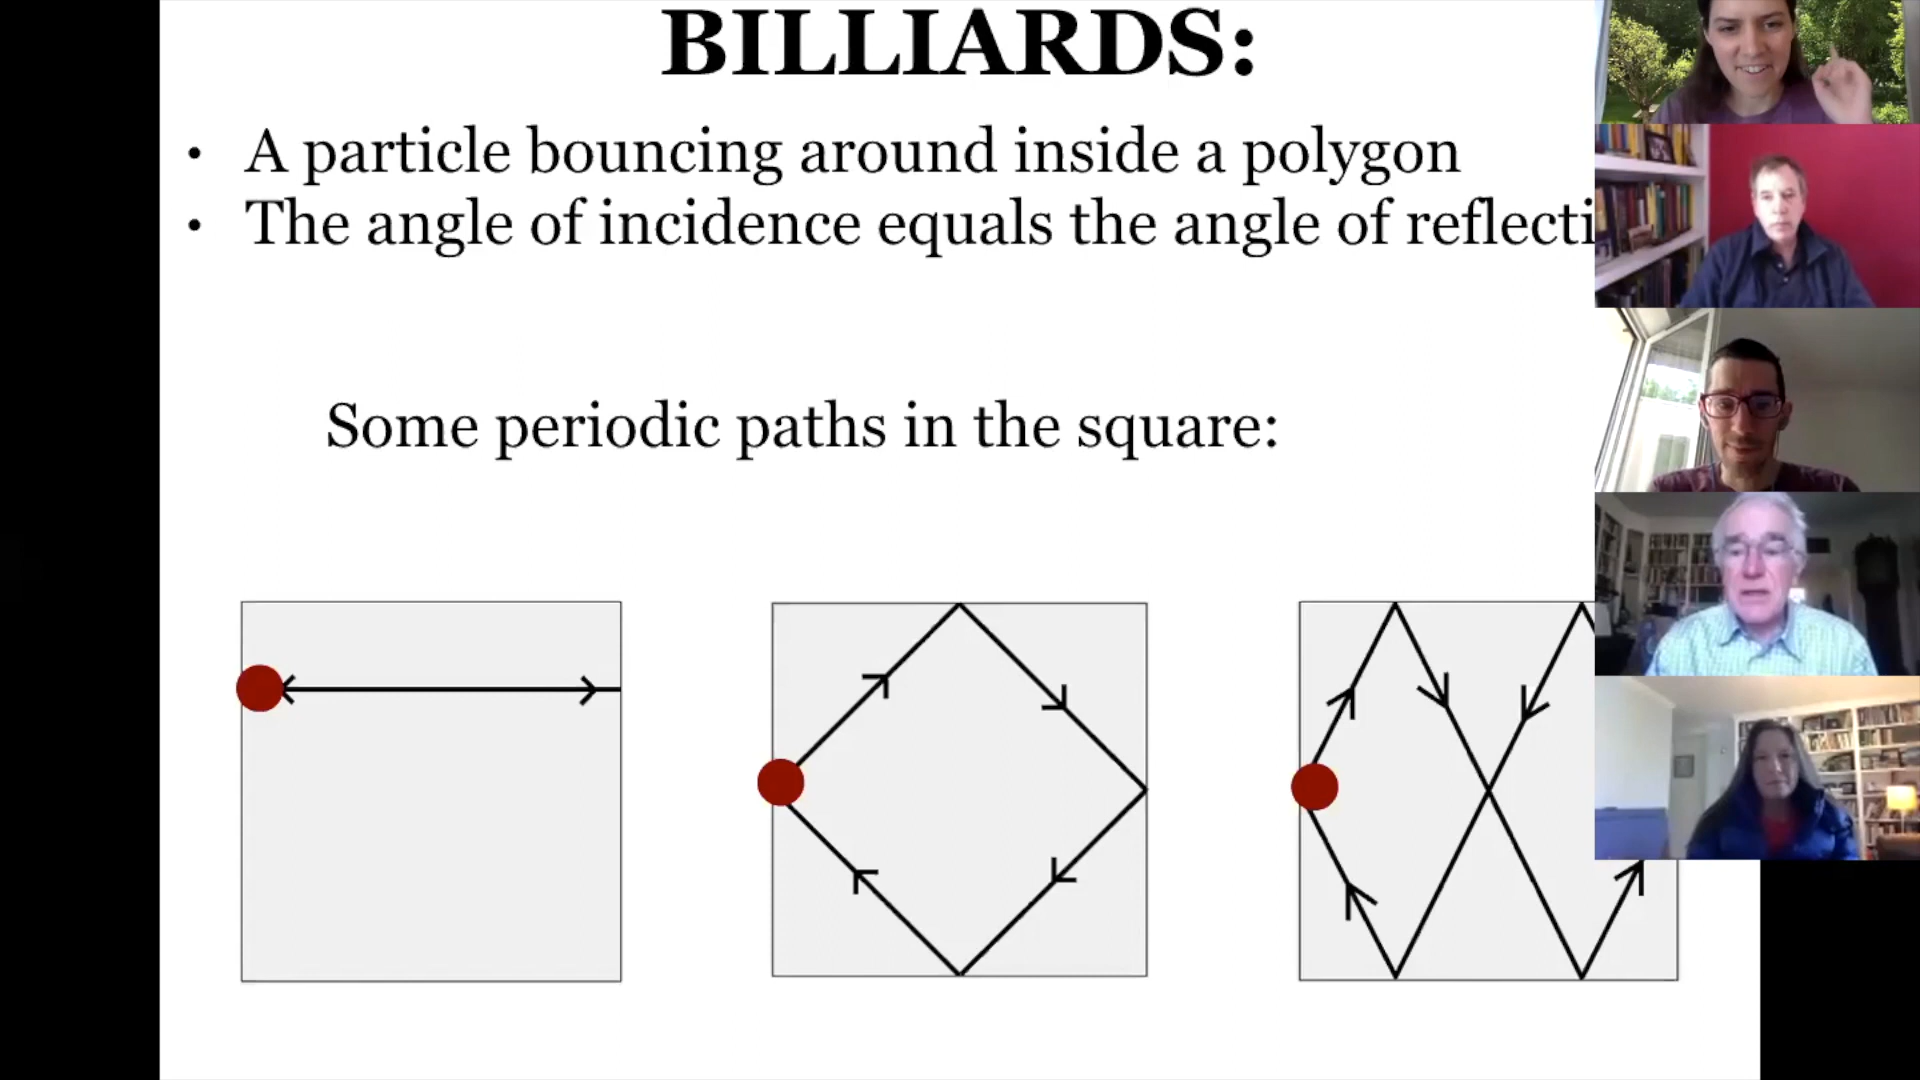 BILLIARDS:
• A particle bouncing around inside a polygon
• The angle of incidence equals the angle of reflecti
Some periodic paths in the square: